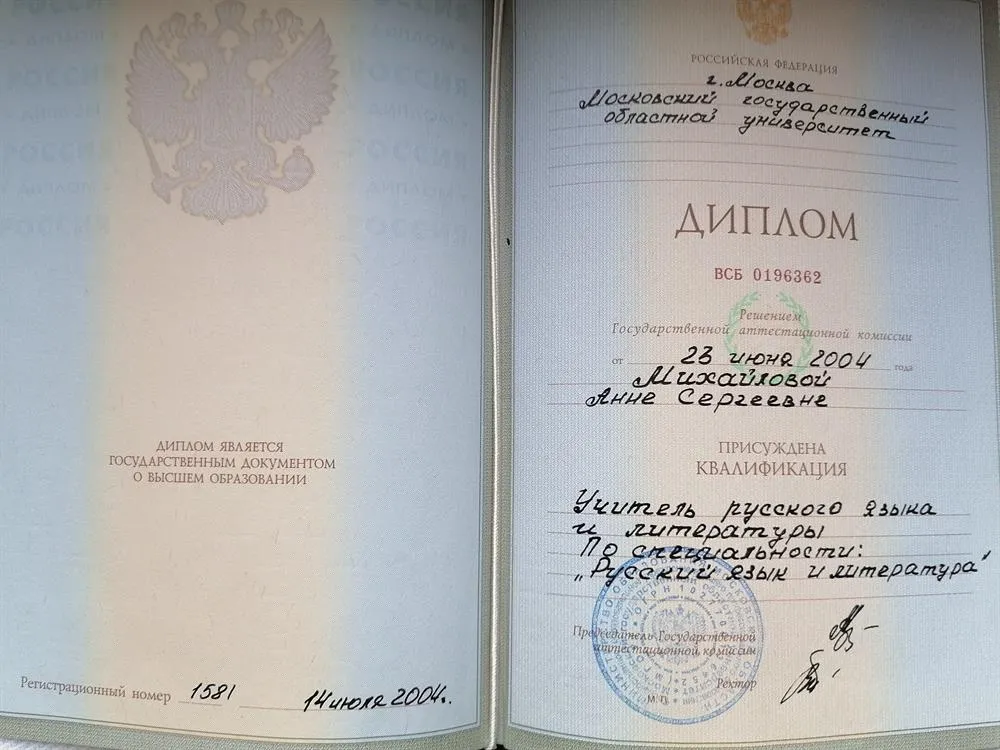 ДИПЛОМ ЯВЛЯЕТСЯ
ГОСУДАРСТВЕННЫМ ДОКУМЕНТОМ
О ВЫСШЕМ ОБРАЗОВАНИИ
Регистрационный номер 1581 14 июля 2004г.
РОССИЙСКАЯ ФЕДЕРАЦИЯ
г. Москва
Московский государственный
областной университет
ДИПЛОМ
ВСБ 0196362
Решением
Государственной аттестационной комиссии
от 23 июня 2004 года
Михайловой
Анне Сергеевне
ПРИСУЖДЕНА
КВАЛИФИКАЦИЯ
Учитель русского языка
и литературы
По специальности:
„Русский язык и литература"
Председатель Государственной
аттестационной комиссии
Ректор
М.П.